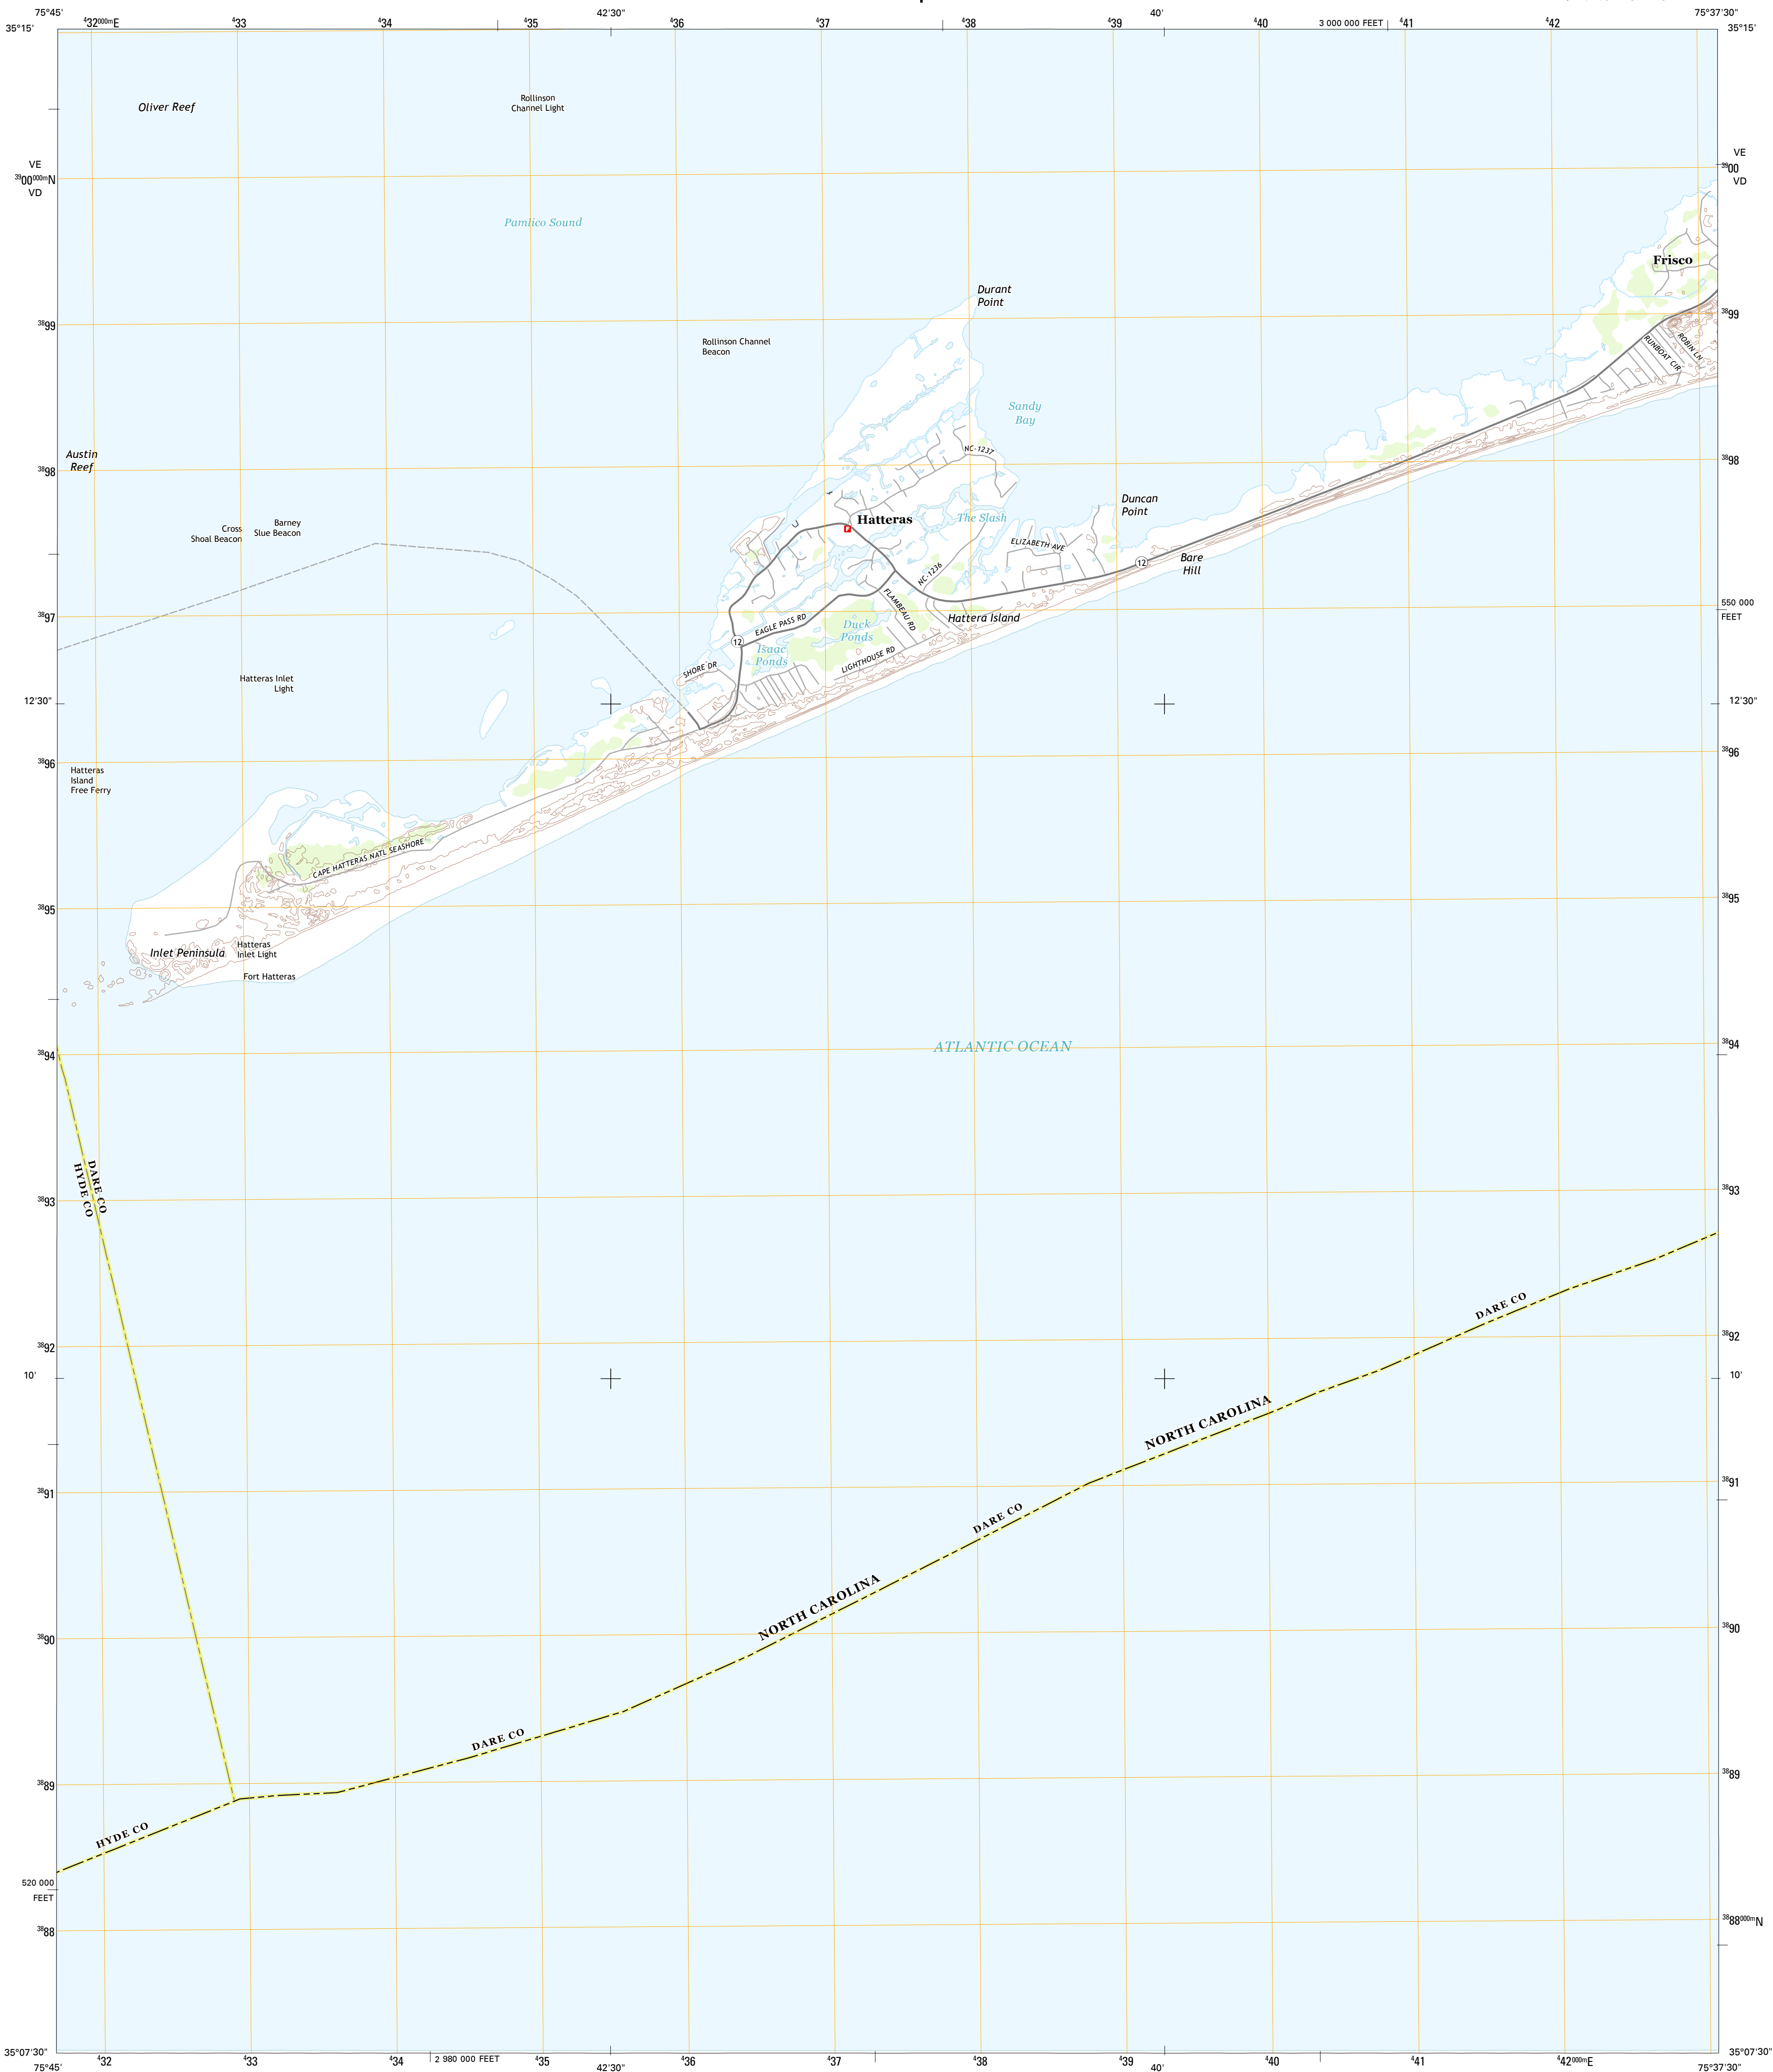 75°45'
⁴32⁰⁰⁰ᵐE
⁴33
⁴34
⁴35
42'30"
⁴36
⁴37
⁴38
⁴39
40'
⁴40
3 000 000 FEET
⁴41
⁴42
75°37'30"
35°15'
35°15'
Oliver Reef
Rollinson
Channel Light
VE
³⁹00⁰⁰⁰ᵐN
VD
VE
³⁹00
VD
Pamlico Sound
Frisco
Durant
Point
³⁸99
³⁸99
Rollinson Channel
Beacon
RUNBOAT CIR
ROBIN LN
Sandy
Bay
NC-1237
Austin
Reef
³⁸98
³⁸98
Duncan
Point
Hatteras
The Slash
Cross
Shoal Beacon
Barney
Slue Beacon
ELIZABETH AVE
12
Bare
Hill
NC-1236
FLAMBEAU RD
³⁸97
550 000
FEET
Hattera Island
EAGLE PASS RD
Duck
Ponds
12
Isaac
Ponds
LIGHTHOUSE RD
SHORE DR
Hatteras Inlet
Light
12'30"
12'30"
³⁸96
³⁸96
Hatteras
Island
Free Ferry
CAPE HATTERAS NATL SEASHORE
³⁸95
³⁸95
Inlet Peninsula
Hatteras
Inlet Light
Fort Hatteras
³⁸94
ATLANTIC OCEAN
³⁸94
DARE CO
HYDE CO
³⁸93
³⁸93
DARE CO
³⁸92
³⁸92
10'
10'
NORTH CAROLINA
³⁸91
³⁸91
DARE CO
NORTH CAROLINA
³⁸90
³⁸90
DARE CO
³⁸89
³⁸89
HYDE CO
520 000
FEET
³⁸88
³⁸88⁰⁰⁰ᵐN
35°07'30"
35°07'30"
75°45'
⁴32
⁴33
⁴34
2 980 000 FEET
⁴35
42'30"
⁴36
⁴37
⁴38
⁴39
40'
⁴40
⁴41
⁴42⁰⁰⁰ᵐE
75°37'30"